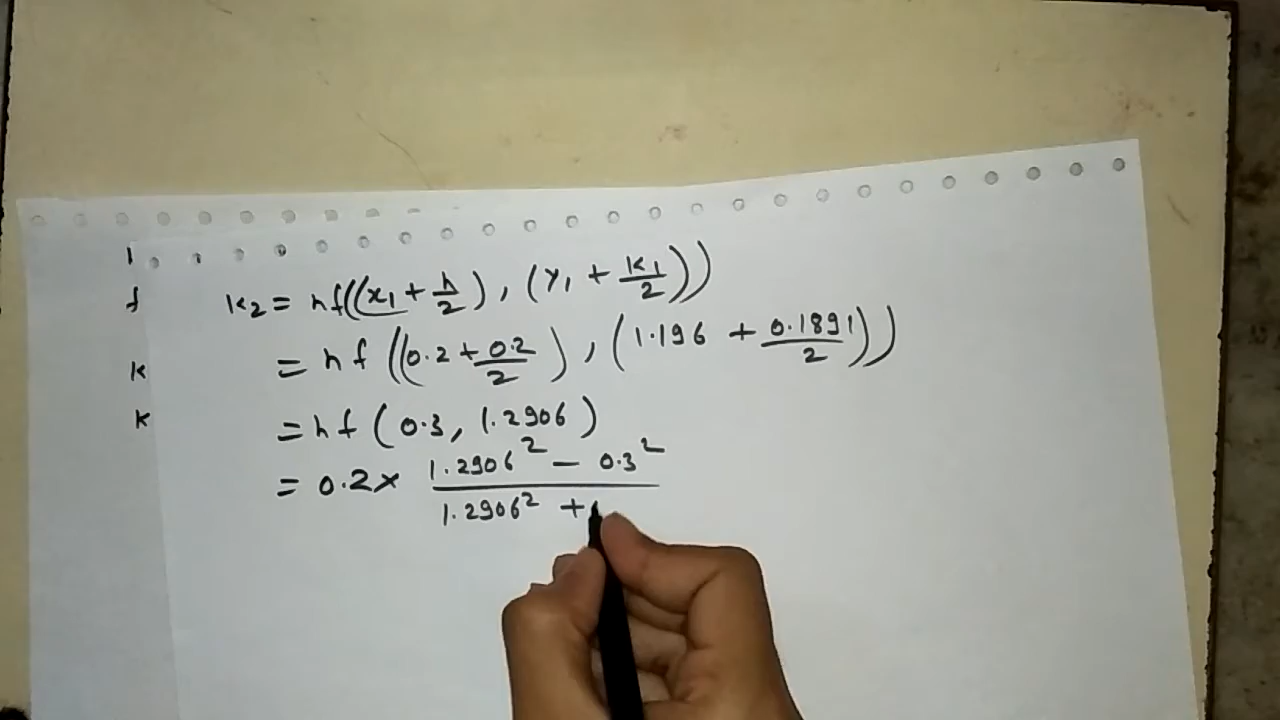 k₂ = hf((x₁ + h/2), (y₁ + k₁/2))
= hf((0.2 + 0.2/2), (1.196 + 0.1891/2))
= hf(0.3, 1.2906)
= 0.2 × (1.2906² − 0.3²)/(1.2906² +